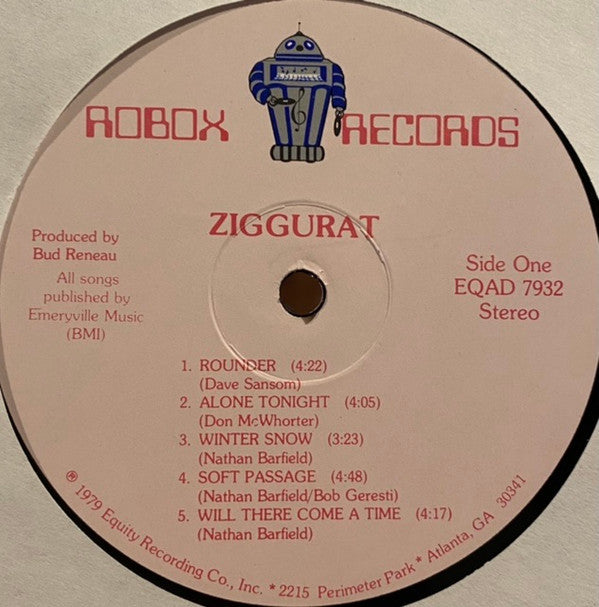 ROBOX RECORDS
ZIGGURAT
Produced by
Bud Reneau
All songs
published by
Emeryville Music
(BMI)
Side One
EQAD 7932
Stereo
1. ROUNDER (4:22)
(Dave Sansom)
2. ALONE TONIGHT (4:05)
(Don McWhorter)
3. WINTER SNOW (3:23)
(Nathan Barfield)
4. SOFT PASSAGE (4:48)
(Nathan Barfield/Bob Geresti)
5. WILL THERE COME A TIME (4:17)
(Nathan Barfield)
℗ 1979 Equity Recording Co., Inc. * 2215 Perimeter Park * Atlanta, GA 30341